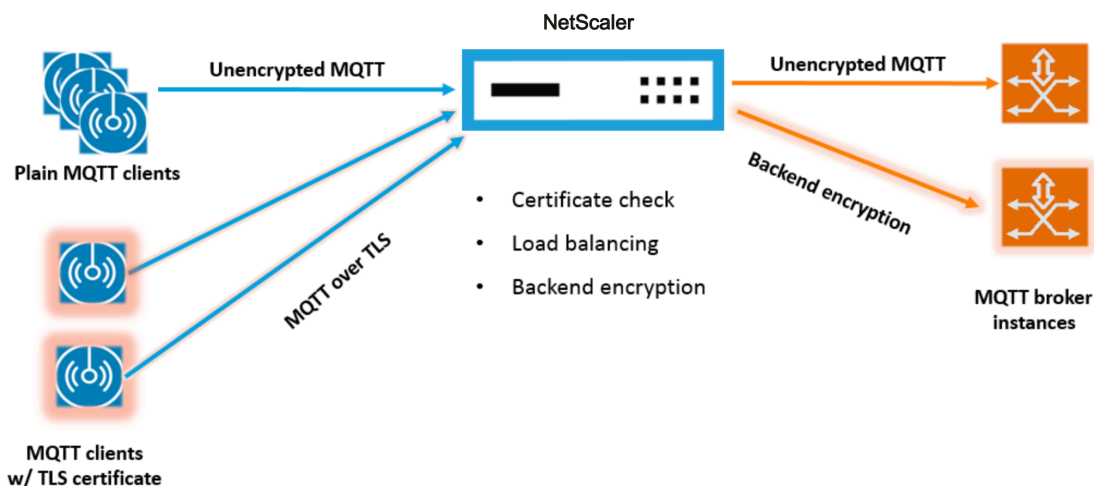 NetScaler
Unencrypted MQTT
Unencrypted MQTT
Plain MQTT clients
Backend encryption
• Certificate check
• Load balancing
• Backend encryption
MQTT over TLS
MQTT broker
instances
MQTT clients
w/ TLS certificate